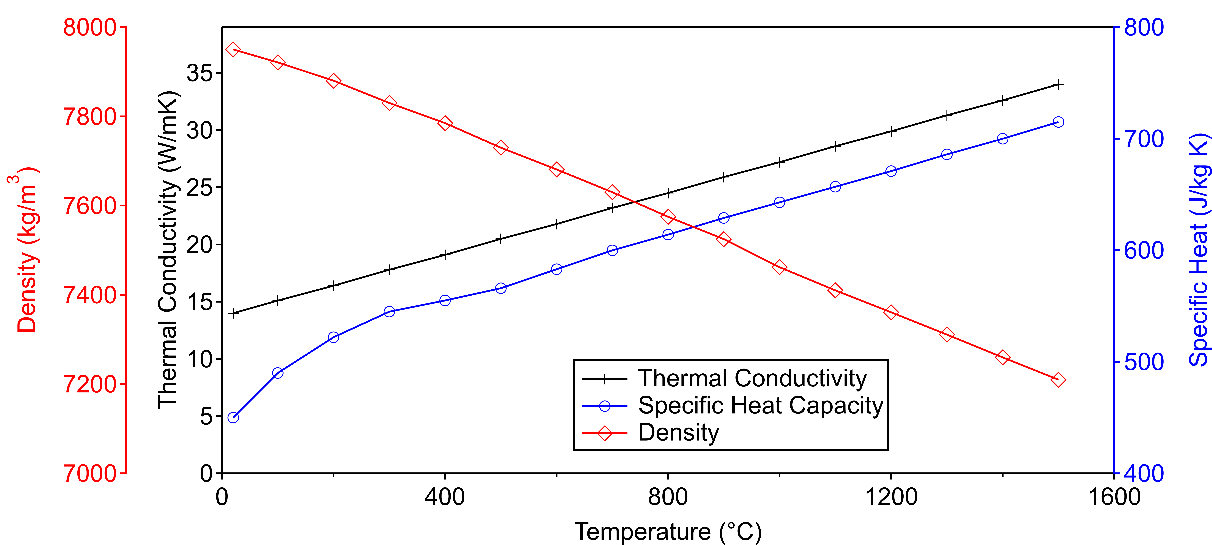 8000
7800
7600
7400
7200
7000
Density (kg/m³)
35
30
25
20
15
10
5
0
Thermal Conductivity (W/mK)
Thermal Conductivity
Specific Heat Capacity
Density
800
700
600
500
400
Specific Heat (J/kg K)
0 400 800 1200 1600
Temperature (°C)